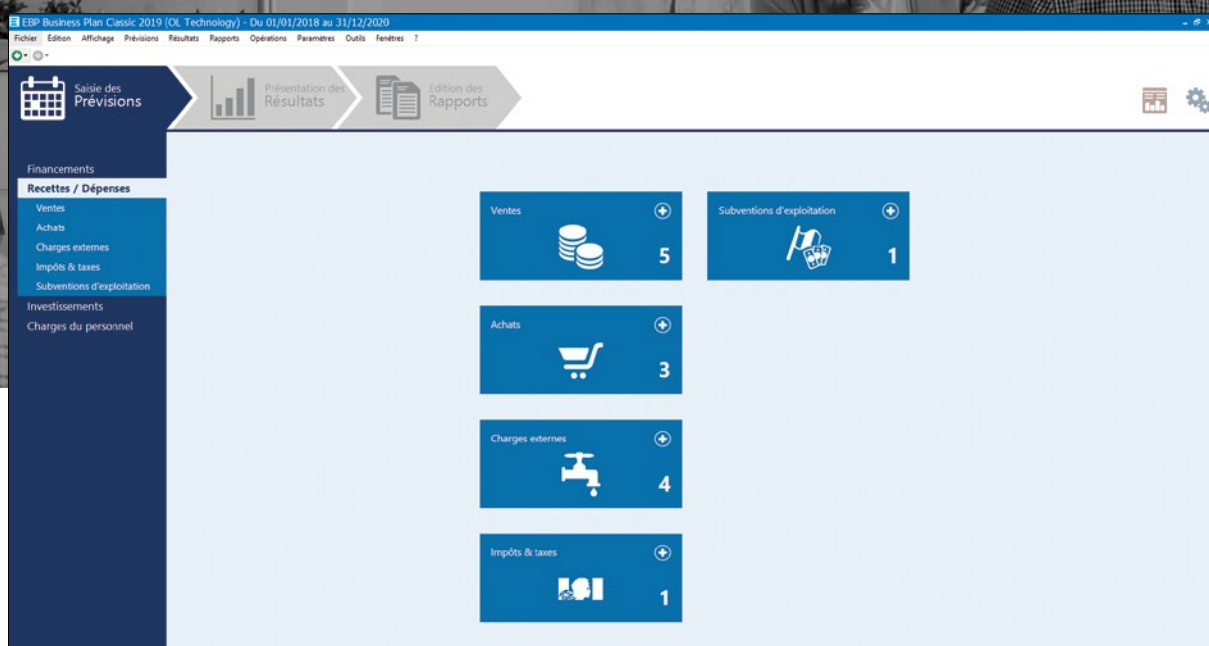 EBP Business Plan Classic 2019 (OL Technology) - Du 01/01/2018 au 31/12/2020
Fichier Edition Affichage Prévisions Résultats Rapports Opérations Paramètres Outils Fenêtres ?
Saisie des
Prévisions
Présentation des
Résultats
Edition des
Rapports
Financements
Recettes / Dépenses
Ventes
Achats
Charges externes
Impôts & taxes
Subventions d'exploitation
Investissements
Charges du personnel
Ventes
5
Subventions d'exploitation
1
Achats
3
Charges externes
4
Impôts & taxes
1